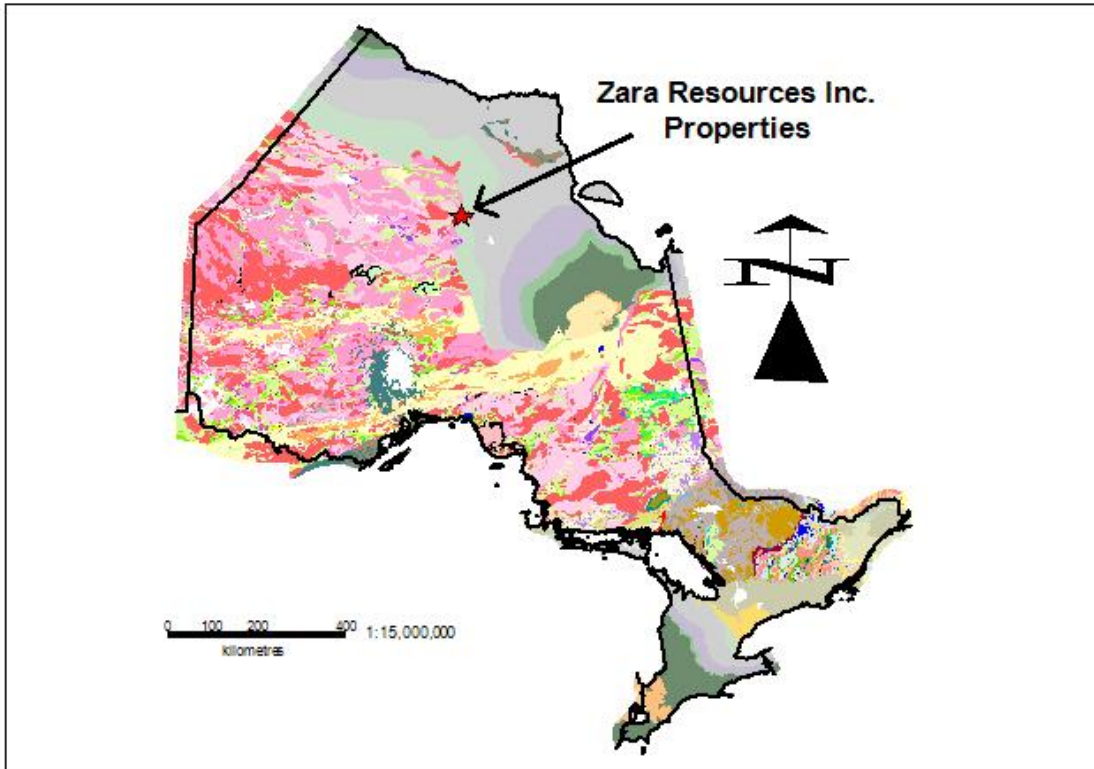 Zara Resources Inc.
Properties
N
0 100 200 400 1:15,000,000
kilometres